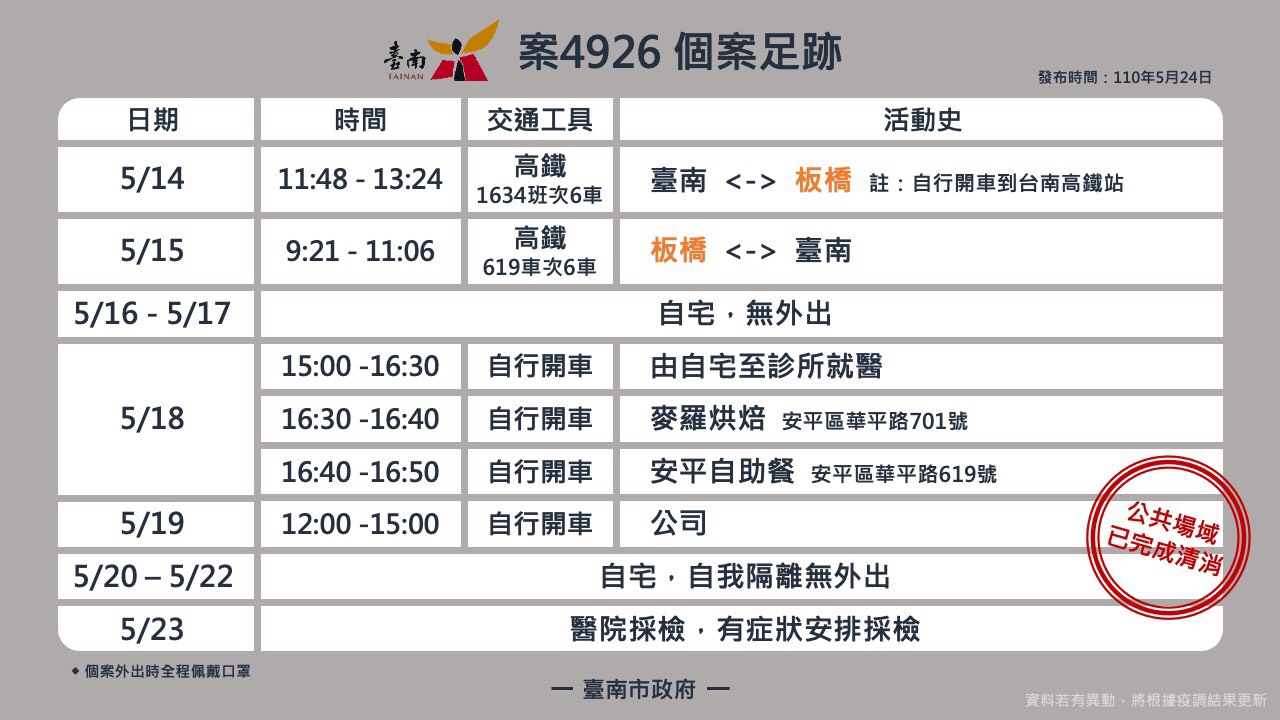 臺南
TAINAN
案4926 個案足跡
發布時間：110年5月24日
日期 時間 交通工具 活動史
5/14 11:48 - 13:24 高鐵 1634班次6車 臺南 <-> 板橋 註：自行開車到台南高鐵站
5/15 9:21 - 11:06 高鐵 619車次6車 板橋 <-> 臺南
5/16 - 5/17 自宅，無外出
5/18 15:00 -16:30 自行開車 由自宅至診所就醫
16:30 -16:40 自行開車 麥羅烘焙 安平區華平路701號
16:40 -16:50 自行開車 安平自助餐 安平區華平路619號
5/19 12:00 -15:00 自行開車 公司
5/20 – 5/22 自宅，自我隔離無外出
5/23 醫院採檢，有症狀安排採檢
公共場域
已完成清消
◆ 個案外出時全程佩戴口罩
— 臺南市政府 —
資料若有異動，將根據疫調結果更新